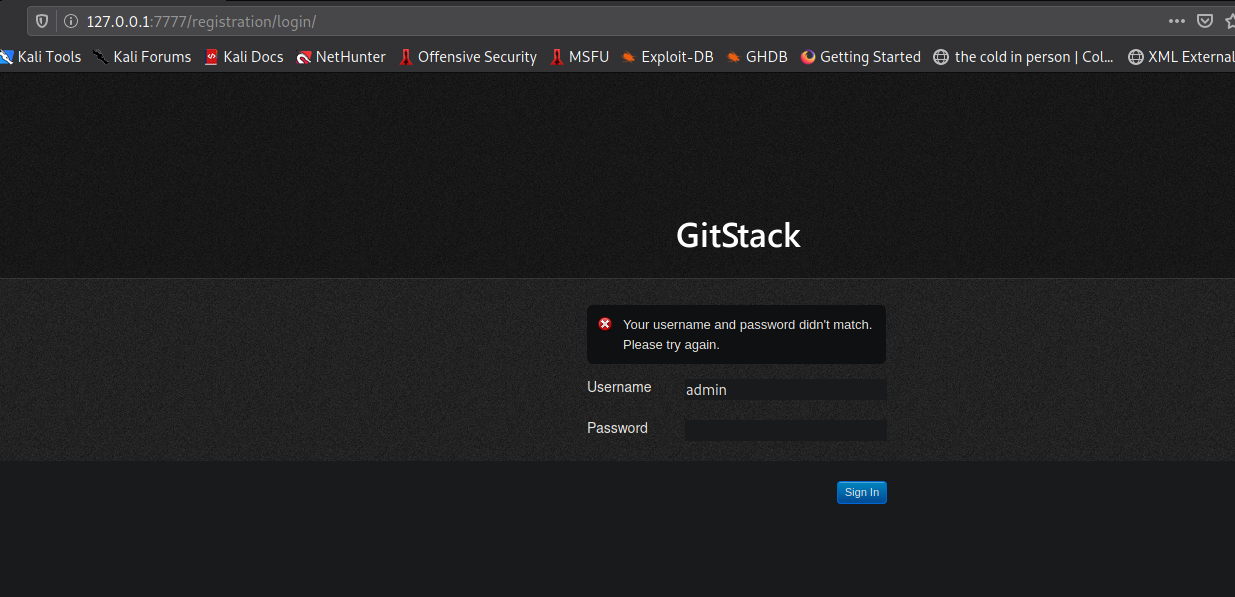 127.0.0.1:7777/registration/login/
Kali Tools Kali Forums Kali Docs NetHunter Offensive Security MSFU Exploit-DB GHDB Getting Started the cold in person | Col... XML External
GitStack
Your username and password didn't match.
Please try again.
Username admin
Password
Sign In